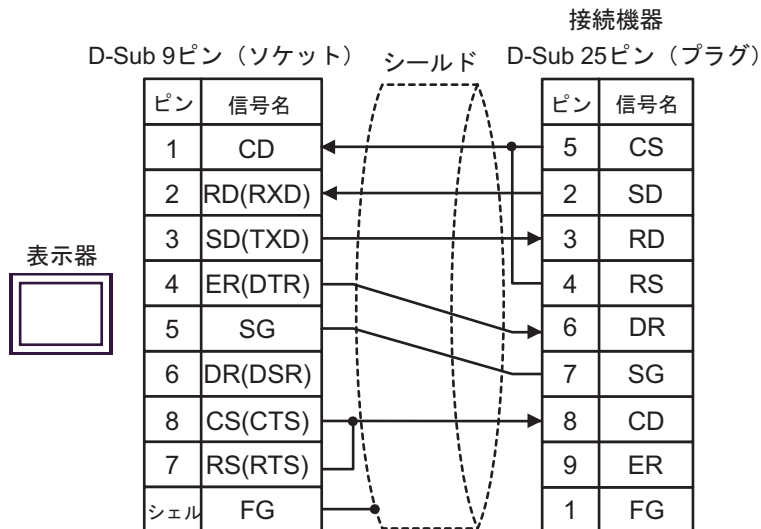 接続機器
D-Sub 9ピン（ソケット）
シールド
D-Sub 25ピン（プラグ）
ピン 信号名
1 CD
2 RD(RXD)
3 SD(TXD)
4 ER(DTR)
5 SG
6 DR(DSR)
8 CS(CTS)
7 RS(RTS)
シェル FG
表示器
ピン 信号名
5 CS
2 SD
3 RD
4 RS
6 DR
7 SG
8 CD
9 ER
1 FG